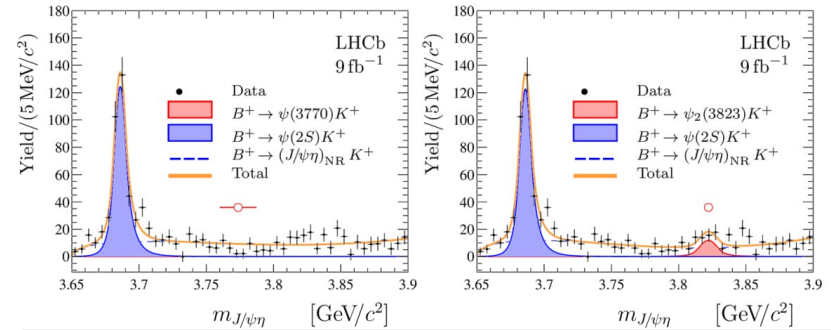 180
160
140
120
100
80
60
40
20
0
Yield/(5 MeV/c²)
LHCb
9 fb⁻¹
Data
B⁺ → ψ(3770)K⁺
B⁺ → ψ(2S)K⁺
B⁺ → (J/ψη)_NR K⁺
Total
3.65 3.7 3.75 3.8 3.85 3.9
m_J/ψη [GeV/c²]
180
160
140
120
100
80
60
40
20
0
Yield/(5 MeV/c²)
LHCb
9 fb⁻¹
Data
B⁺ → ψ₂(3823)K⁺
B⁺ → ψ(2S)K⁺
B⁺ → (J/ψη)_NR K⁺
Total
3.65 3.7 3.75 3.8 3.85 3.9
m_J/ψη [GeV/c²]